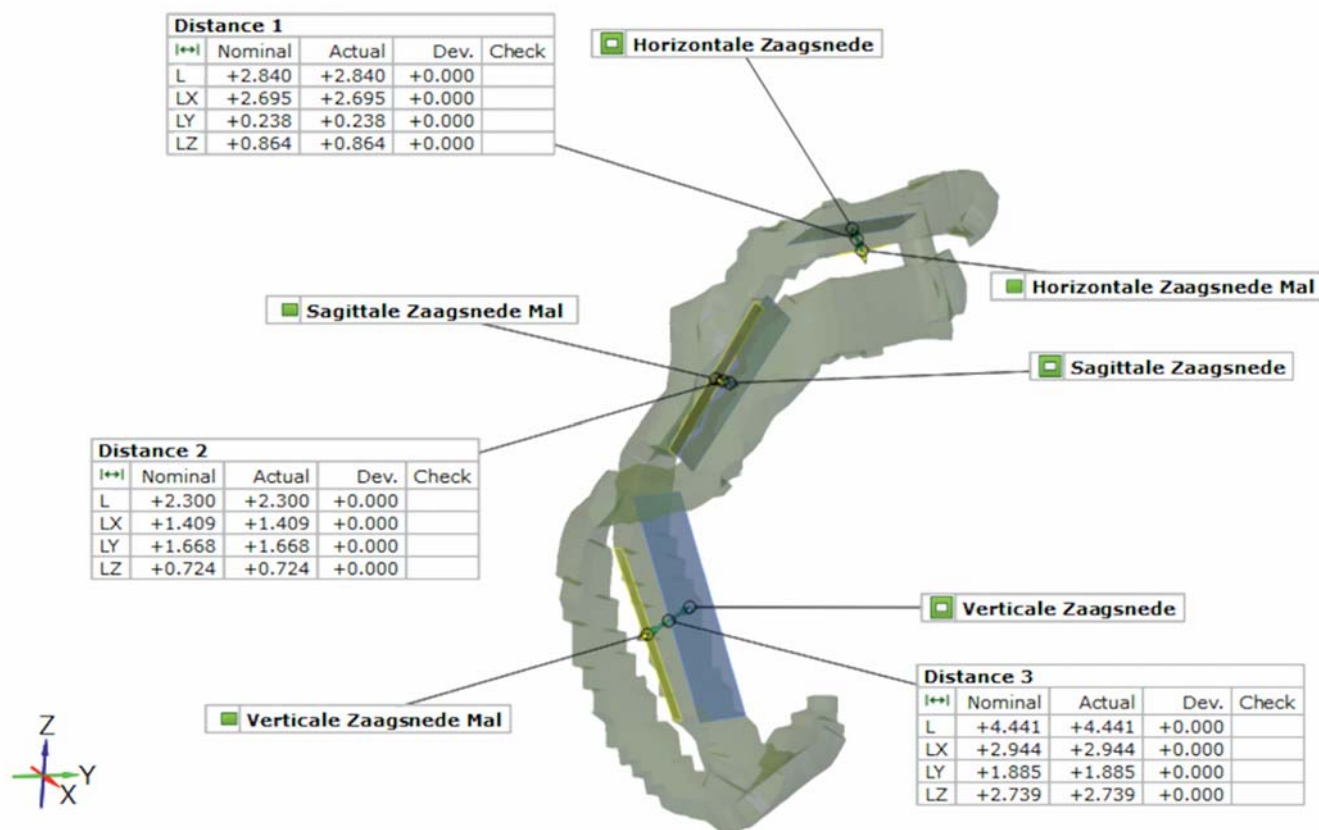 Distance 1
Nominal Actual Dev. Check
L +2.840 +2.840 +0.000
LX +2.695 +2.695 +0.000
LY +0.238 +0.238 +0.000
LZ +0.864 +0.864 +0.000
Horizontale Zaagsnede
Horizontale Zaagsnede Mal
Sagittale Zaagsnede Mal
Sagittale Zaagsnede
Distance 2
Nominal Actual Dev. Check
L +2.300 +2.300 +0.000
LX +1.409 +1.409 +0.000
LY +1.668 +1.668 +0.000
LZ +0.724 +0.724 +0.000
Verticale Zaagsnede
Verticale Zaagsnede Mal
Distance 3
Nominal Actual Dev. Check
L +4.441 +4.441 +0.000
LX +2.944 +2.944 +0.000
LY +1.885 +1.885 +0.000
LZ +2.739 +2.739 +0.000
Z
Y
X